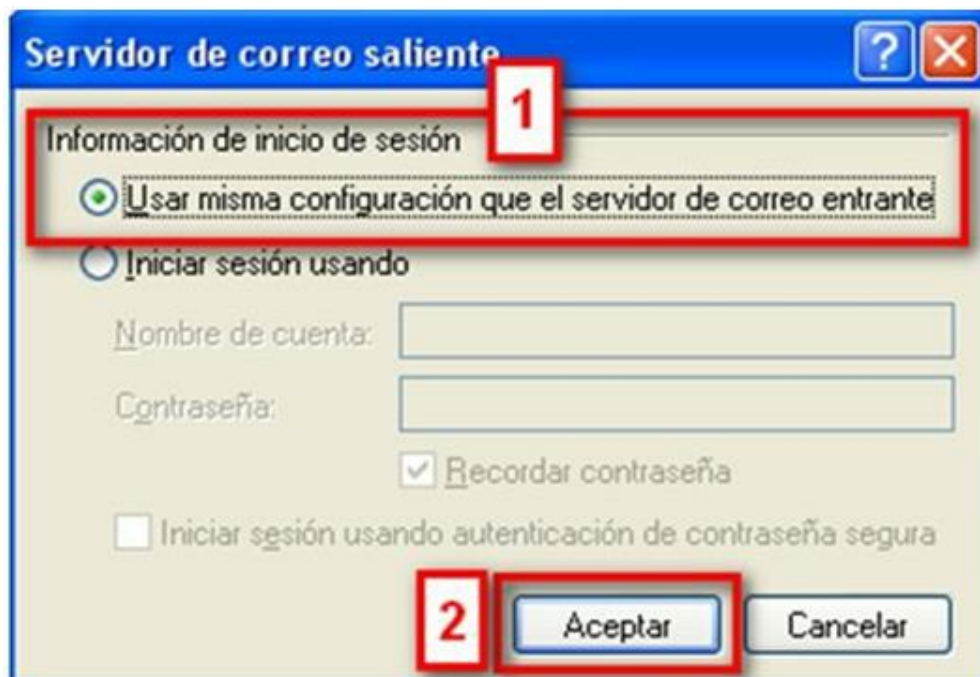 Servidor de correo saliente
1
Información de inicio de sesión
Usar misma configuración que el servidor de correo entrante
Iniciar sesión usando
Nombre de cuenta:
Contraseña:
Recordar contraseña
Iniciar sesión usando autenticación de contraseña segura
2 Aceptar Cancelar